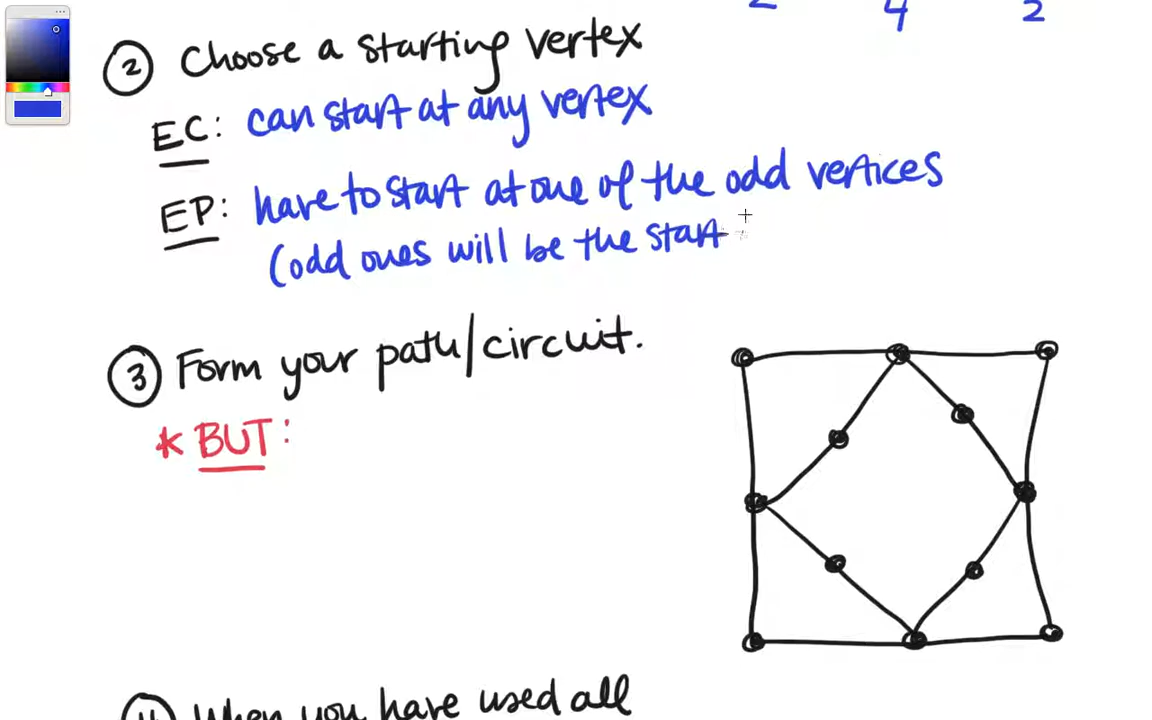 2 4 2
② Choose a starting vertex
EC: can start at any vertex
EP: have to start at one of the odd vertices
(odd ones will be the start
③ Form your path/circuit.
* BUT:
④ When you have used all